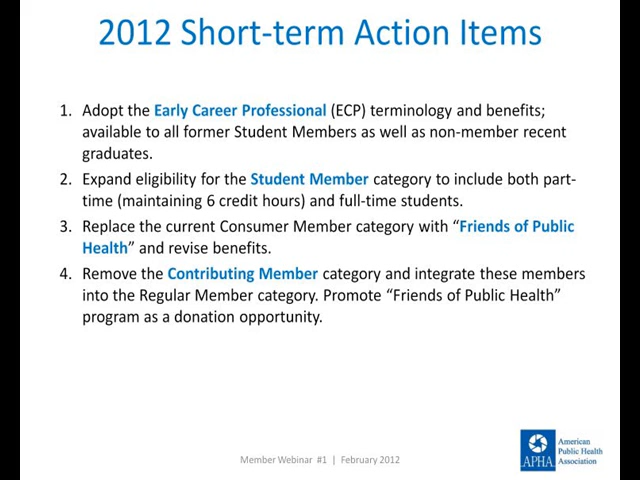 2012 Short-term Action Items
1. Adopt the Early Career Professional (ECP) terminology and benefits;
available to all former Student Members as well as non-member recent
graduates.
2. Expand eligibility for the Student Member category to include both part-
time (maintaining 6 credit hours) and full-time students.
3. Replace the current Consumer Member category with “Friends of Public
Health” and revise benefits.
4. Remove the Contributing Member category and integrate these members
into the Regular Member category. Promote “Friends of Public Health”
program as a donation opportunity.
Member Webinar #1 | February 2012
APHA
American
Public Health
Association